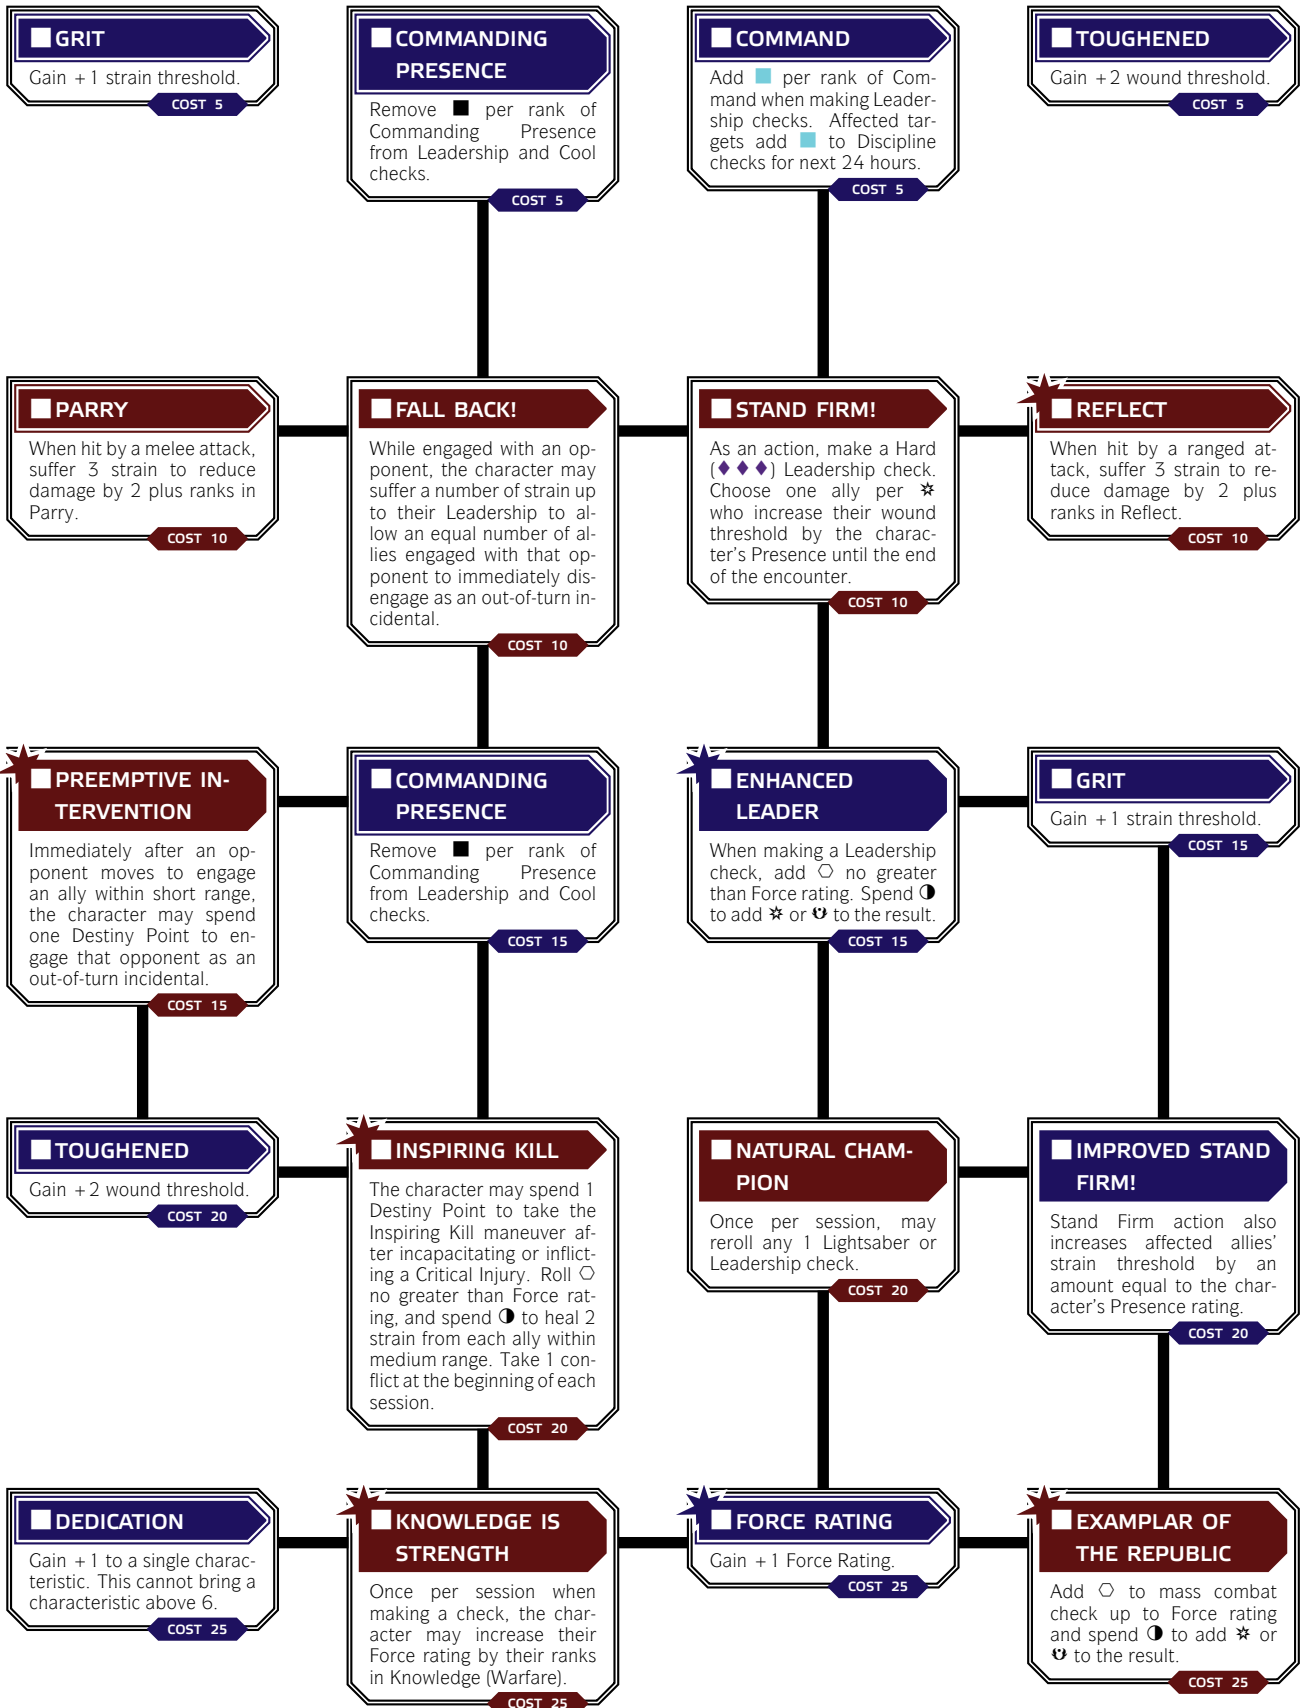 GRIT
Gain +1 strain threshold.
COST 5
COMMANDING
PRESENCE
Remove ■ per rank of
Commanding Presence
from Leadership and Cool
checks.
COST 5
COMMAND
Add ■ per rank of Com-
mand when making Leader-
ship checks. Affected tar-
gets add ■ to Discipline
checks for next 24 hours.
COST 5
TOUGHENED
Gain +2 wound threshold.
COST 5
PARRY
When hit by a melee attack,
suffer 3 strain to reduce
damage by 2 plus ranks in
Parry.
COST 10
FALL BACK!
While engaged with an op-
ponent, the character may
suffer a number of strain up
to their Leadership to al-
low an equal number of al-
lies engaged with that op-
ponent to immediately dis-
engage as an out-of-turn in-
cidental.
COST 10
STAND FIRM!
As an action, make a Hard
(♦ ♦ ♦) Leadership check.
Choose one ally per
who increase their wound
threshold by the charac-
ter's Presence until the end
of the encounter.
COST 10
REFLECT
When hit by a ranged at-
tack, suffer 3 strain to re-
duce damage by 2 plus
ranks in Reflect.
COST 10
PREEMPTIVE IN-
TERVENTION
Immediately after an op-
ponent moves to engage
an ally within short range,
the character may spend
one Destiny Point to en-
gage that opponent as an
out-of-turn incidental.
COST 15
COMMANDING
PRESENCE
Remove ■ per rank of
Commanding Presence
from Leadership and Cool
checks.
COST 15
ENHANCED
LEADER
When making a Leadership
check, add ⬡ no greater
than Force rating. Spend ◑
to add or to the result.
COST 15
GRIT
Gain +1 strain threshold.
COST 15
TOUGHENED
Gain +2 wound threshold.
COST 20
INSPIRING KILL
The character may spend 1
Destiny Point to take the
Inspiring Kill maneuver af-
ter incapacitating or inflict-
ing a Critical Injury. Roll ⬡
no greater than Force rat-
ing, and spend ◑ to heal 2
strain from each ally within
medium range. Take 1 con-
flict at the beginning of each
session.
COST 20
NATURAL CHAM-
PION
Once per session, may
reroll any 1 Lightsaber or
Leadership check.
COST 20
IMPROVED STAND
FIRM!
Stand Firm action also
increases affected allies'
strain threshold by an
amount equal to the char-
acter's Presence rating.
COST 20
DEDICATION
Gain +1 to a single charac-
teristic. This cannot bring a
characteristic above 6.
COST 25
KNOWLEDGE IS
STRENGTH
Once per session when
making a check, the char-
acter may increase their
Force rating by their ranks
in Knowledge (Warfare).
COST 25
FORCE RATING
Gain +1 Force Rating.
COST 25
EXAMPLAR OF
THE REPUBLIC
Add ⬡ to mass combat
check up to Force rating
and spend ◑ to add or
to the result.
COST 25